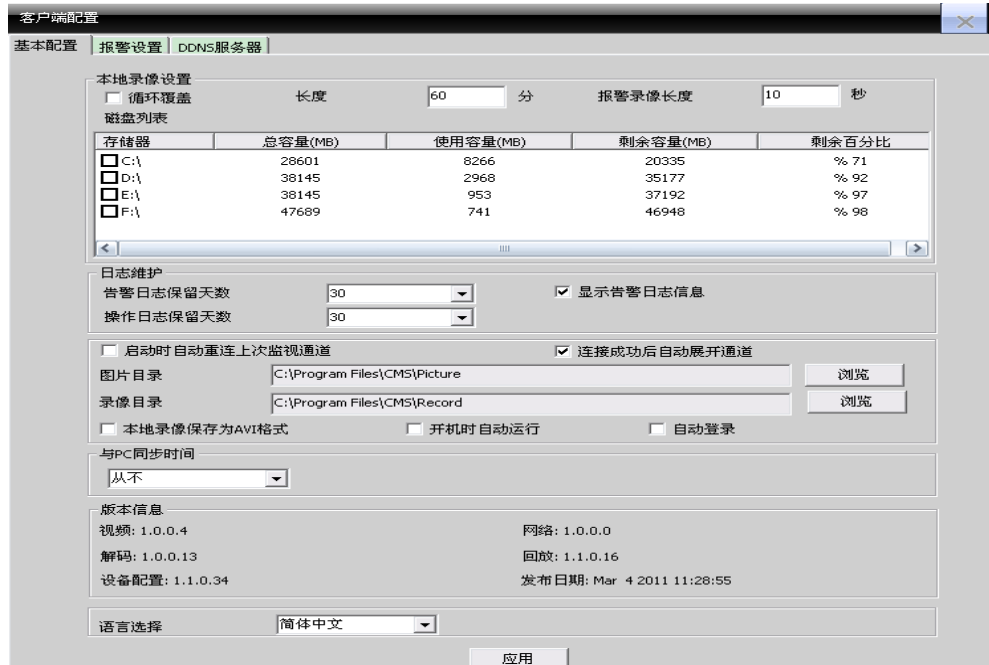 客户端配置
基本配置 报警设置 DDNS服务器
本地录像设置
循环覆盖 长度 60 分 报警录像长度 10 秒
磁盘列表
存储器 总容量(MB) 使用容量(MB) 剩余容量(MB) 剩余百分比
C:\ 28601 8266 20335 % 71
D:\ 38145 2968 35177 % 92
E:\ 38145 953 37192 % 97
F:\ 47689 741 46948 % 98
日志维护
告警日志保留天数 30 显示告警日志信息
操作日志保留天数 30
启动时自动重连上次监视通道 连接成功后自动展开通道
图片目录 C:\Program Files\CMS\Picture 浏览
录像目录 C:\Program Files\CMS\Record 浏览
本地录像保存为AVI格式 开机时自动运行 自动登录
与PC同步时间
从不
版本信息
视频: 1.0.0.4 网络: 1.0.0.0
解码: 1.0.0.13 回放: 1.1.0.16
设备配置: 1.1.0.34 发布日期: Mar 4 2011 11:28:55
语言选择 简体中文
应用